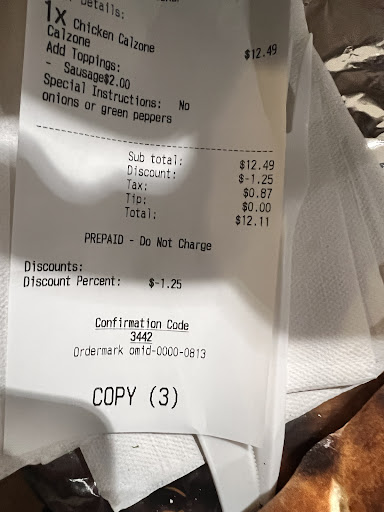 Details:
1x Chicken Calzone $12.49
Calzone
Add Toppings:
- Sausage$2.00
Special Instructions: No
onions or green peppers
Sub total: $12.49
Discount: $-1.25
Tax: $0.87
Tip: $0.00
Total: $12.11
PREPAID - Do Not Charge
Discounts:
Discount Percent: $-1.25
Confirmation Code
3442
Ordermark omid-0000-0813
COPY (3)